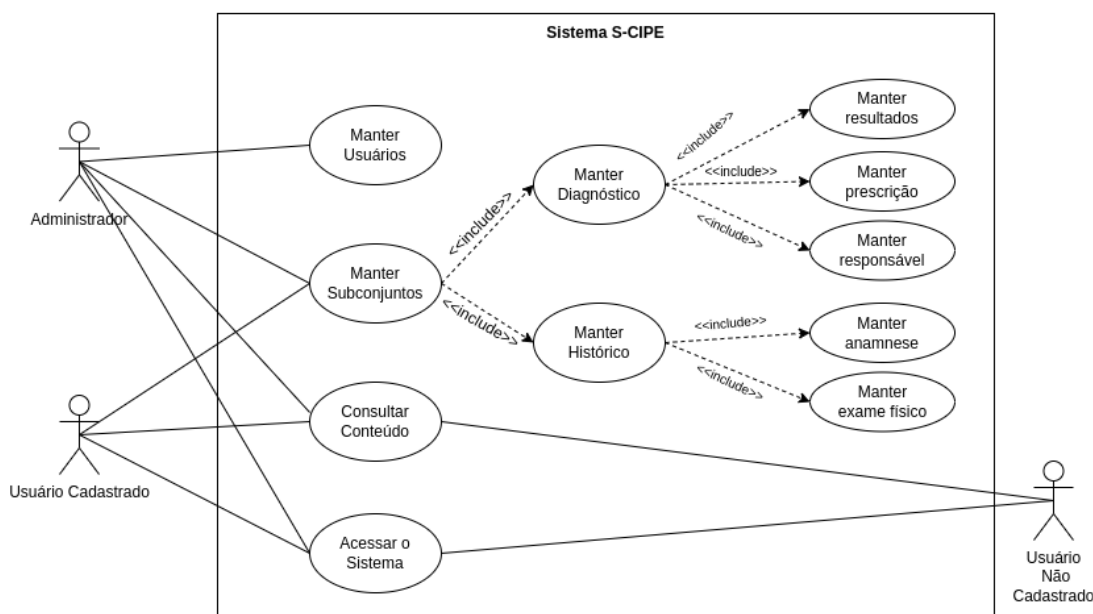 Sistema S-CIPE
Manter
resultados
<<include>>
Manter
Usuários
Manter
Diagnóstico
<<include>>
Manter
prescrição
Administrador
<<include>>
<<include>>
Manter
responsável
Manter
Subconjuntos
<<include>>
Manter
Histórico
<<include>>
Manter
anamnese
<<include>>
Manter
exame físico
Consultar
Conteúdo
Usuário Cadastrado
Acessar o
Sistema
Usuário
Não
Cadastrado